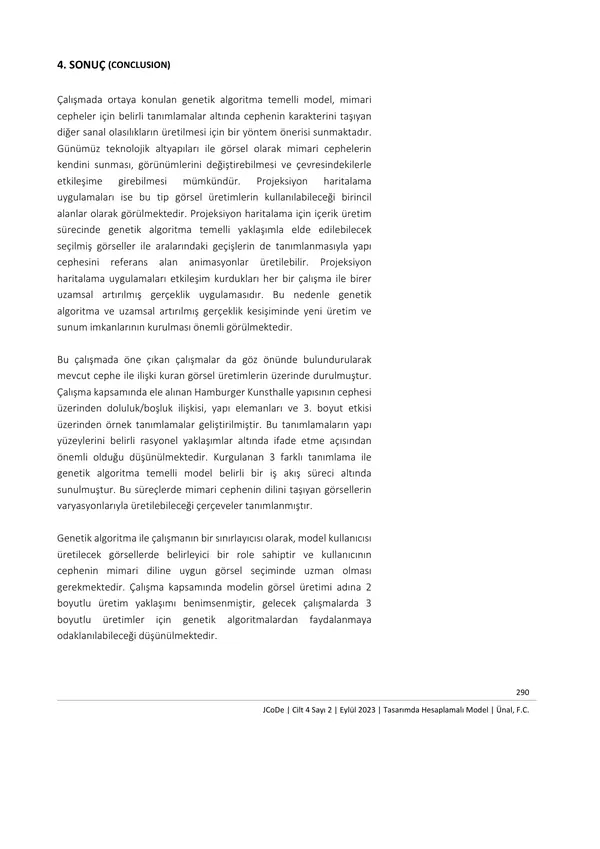 4. SONUÇ (CONCLUSION)
Çalışmada ortaya konulan genetik algoritma temelli model, mimari
cepheler için belirli tanımlamalar altında cephenin karakterini taşıyan
diğer sanal olasılıkların üretilmesi için bir yöntem önerisi sunmaktadır.
Günümüz teknolojik altyapıları ile görsel olarak mimari cephelerin
kendini sunması, görünümlerini değiştirebilmesi ve çevresindekilerle
etkileşime girebilmesi mümkündür. Projeksiyon haritalama
uygulamaları ise bu tip görsel üretimlerin kullanılabileceği birincil
alanlar olarak görülmektedir. Projeksiyon haritalama için içerik üretim
sürecinde genetik algoritma temelli yaklaşımla elde edilebilecek
seçilmiş görseller ile aralarındaki geçişlerin de tanımlanmasıyla yapı
cephesini referans alan animasyonlar üretilebilir. Projeksiyon
haritalama uygulamaları etkileşim kurdukları her bir çalışma ile birer
uzamsal artırılmış gerçeklik uygulamasıdır. Bu nedenle genetik
algoritma ve uzamsal artırılmış gerçeklik kesişiminde yeni üretim ve
sunum imkanlarının kurulması önemli görülmektedir.
Bu çalışmada öne çıkan çalışmalar da göz önünde bulundurularak
mevcut cephe ile ilişki kuran görsel üretimlerin üzerinde durulmuştur.
Çalışma kapsamında ele alınan Hamburger Kunsthalle yapısının cephesi
üzerinden doluluk/boşluk ilişkisi, yapı elemanları ve 3. boyut etkisi
üzerinden örnek tanımlamalar geliştirilmiştir. Bu tanımlamaların yapı
yüzeylerini belirli rasyonel yaklaşımlar altında ifade etme açısından
önemli olduğu düşünülmektedir. Kurgulanan 3 farklı tanımlama ile
genetik algoritma temelli model belirli bir iş akış süreci altında
sunulmuştur. Bu süreçlerde mimari cephenin dilini taşıyan görsellerin
varyasyonlarıyla üretilebileceği çerçeveler tanımlanmıştır.
Genetik algoritma ile çalışmanın bir sınırlayıcısı olarak, model kullanıcısı
üretilecek görsellerde belirleyici bir role sahiptir ve kullanıcının
cephenin mimari diline uygun görsel seçiminde uzman olması
gerekmektedir. Çalışma kapsamında modelin görsel üretimi adına 2
boyutlu üretim yaklaşımı benimsenmiştir, gelecek çalışmalarda 3
boyutlu üretimler için genetik algoritmalardan faydalanmaya
odaklanılabileceği düşünülmektedir.
290
JCoDe | Cilt 4 Sayı 2 | Eylül 2023 | Tasarımda Hesaplamalı Model | Ünal, F.C.